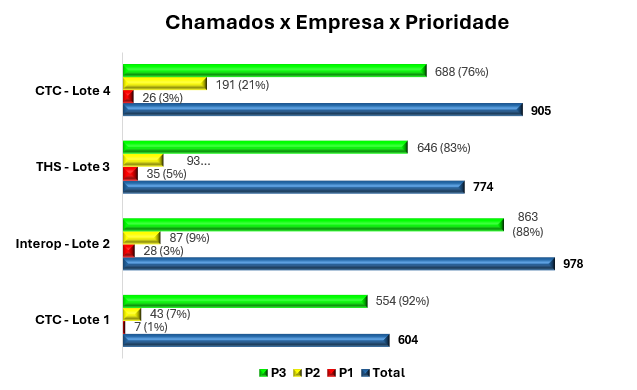 Chamados x Empresa x Prioridade
CTC - Lote 4
688 (76%)
191 (21%)
26 (3%)
905
THS - Lote 3
646 (83%)
93...
35 (5%)
774
Interop - Lote 2
863
(88%)
87 (9%)
28 (3%)
978
CTC - Lote 1
554 (92%)
43 (7%)
7 (1%)
604
P3 P2 P1 Total